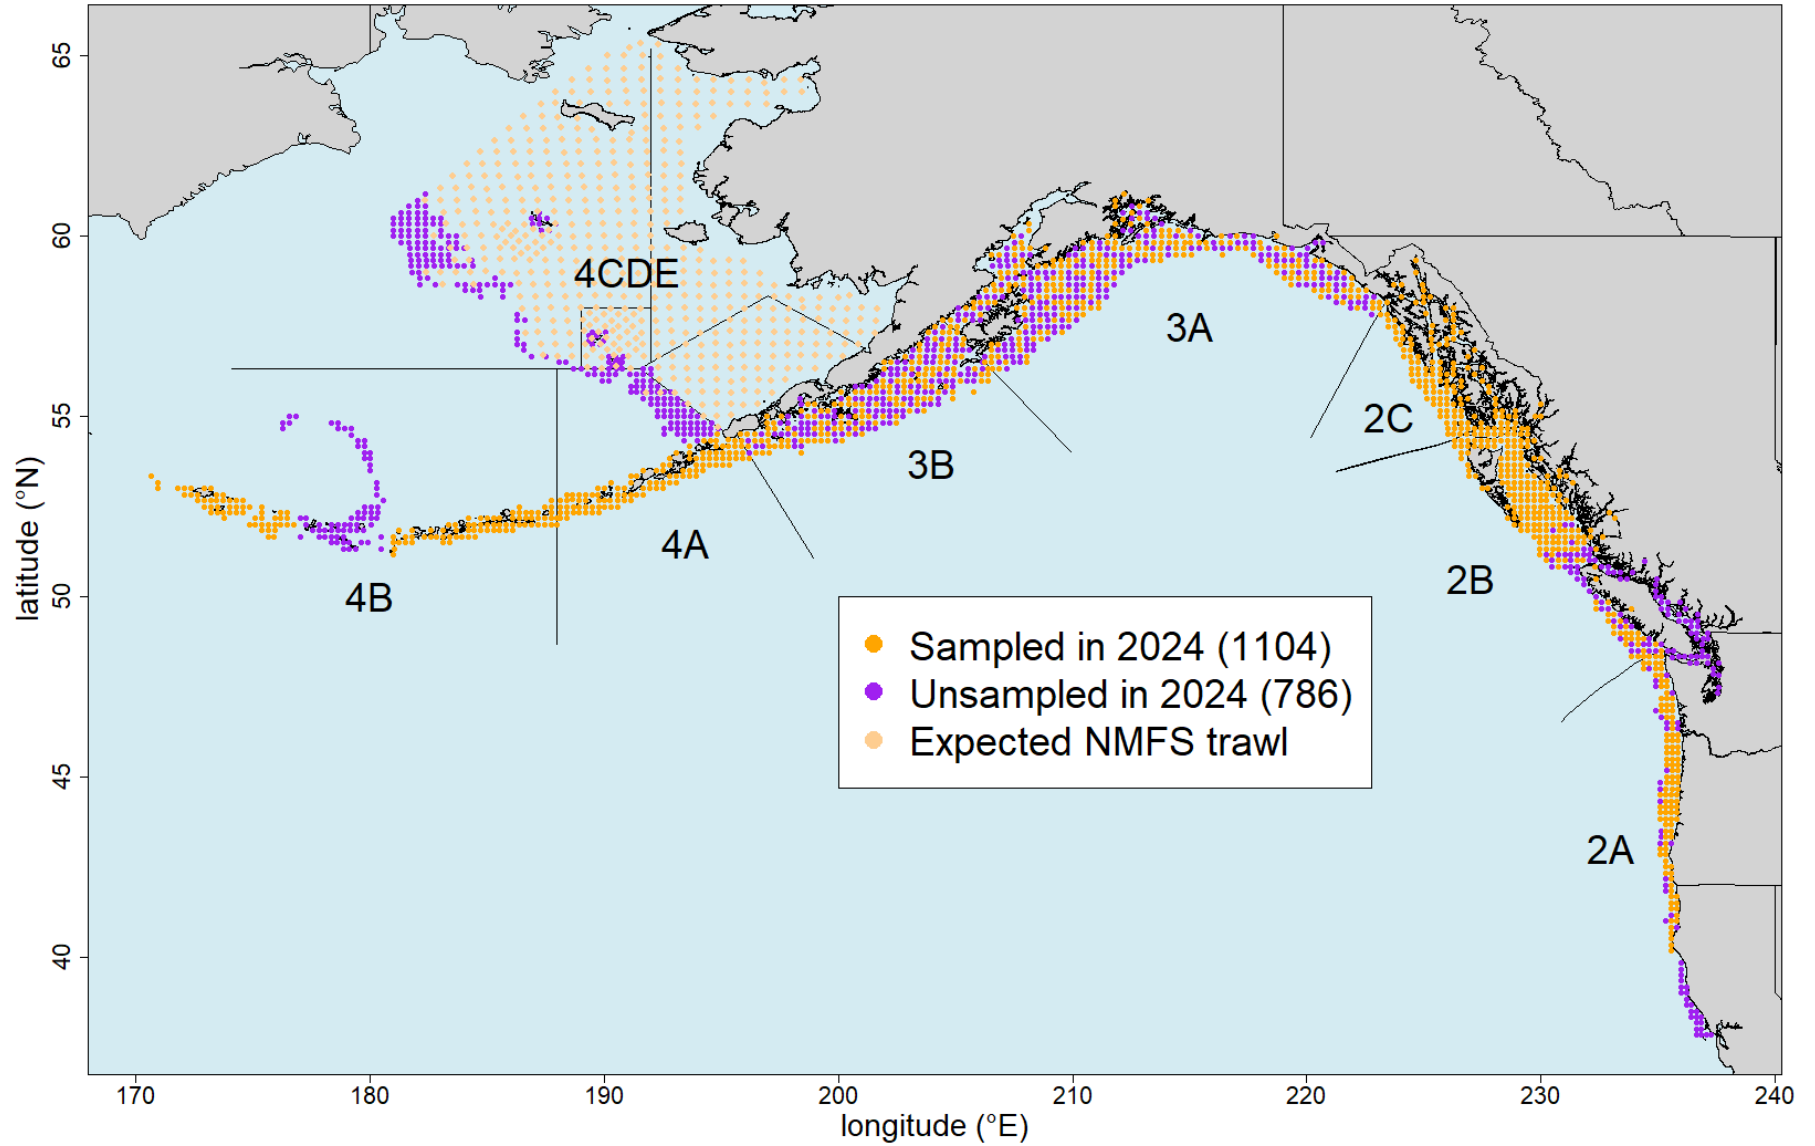 65
60
55
50
45
40
latitude (°N)
4CDE
3A
2C
3B
4A
2B
4B
2A
Sampled in 2024 (1104)
Unsampled in 2024 (786)
Expected NMFS trawl
170
180
190
200
210
220
230
240
longitude (°E)